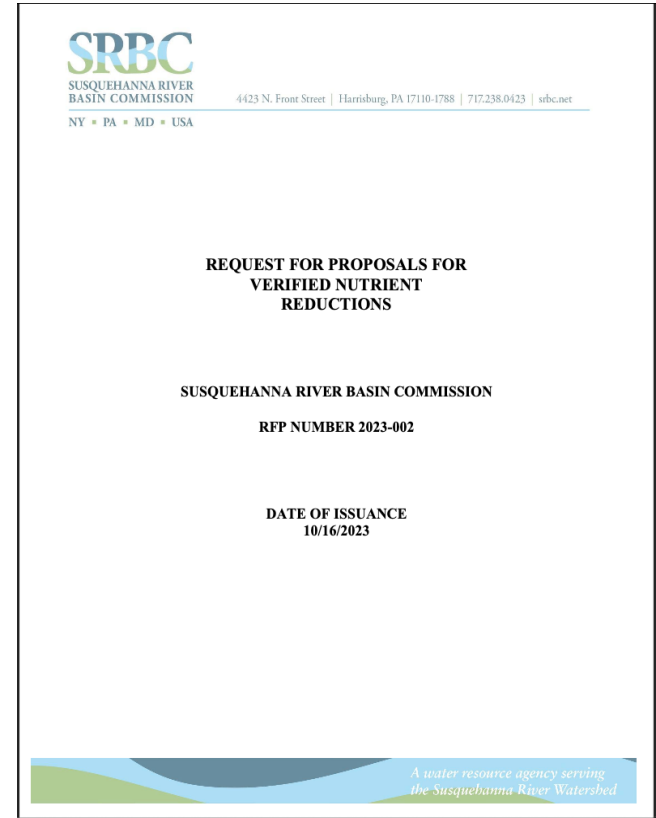 SRBC
SUSQUEHANNA RIVER
BASIN COMMISSION
4423 N. Front Street | Harrisburg, PA 17110-1788 | 717.238.0423 | srbc.net
NY ▪ PA ▪ MD ▪ USA
REQUEST FOR PROPOSALS FOR
VERIFIED NUTRIENT
REDUCTIONS
SUSQUEHANNA RIVER BASIN COMMISSION
RFP NUMBER 2023-002
DATE OF ISSUANCE
10/16/2023
A water resource agency serving
the Susquehanna River Watershed